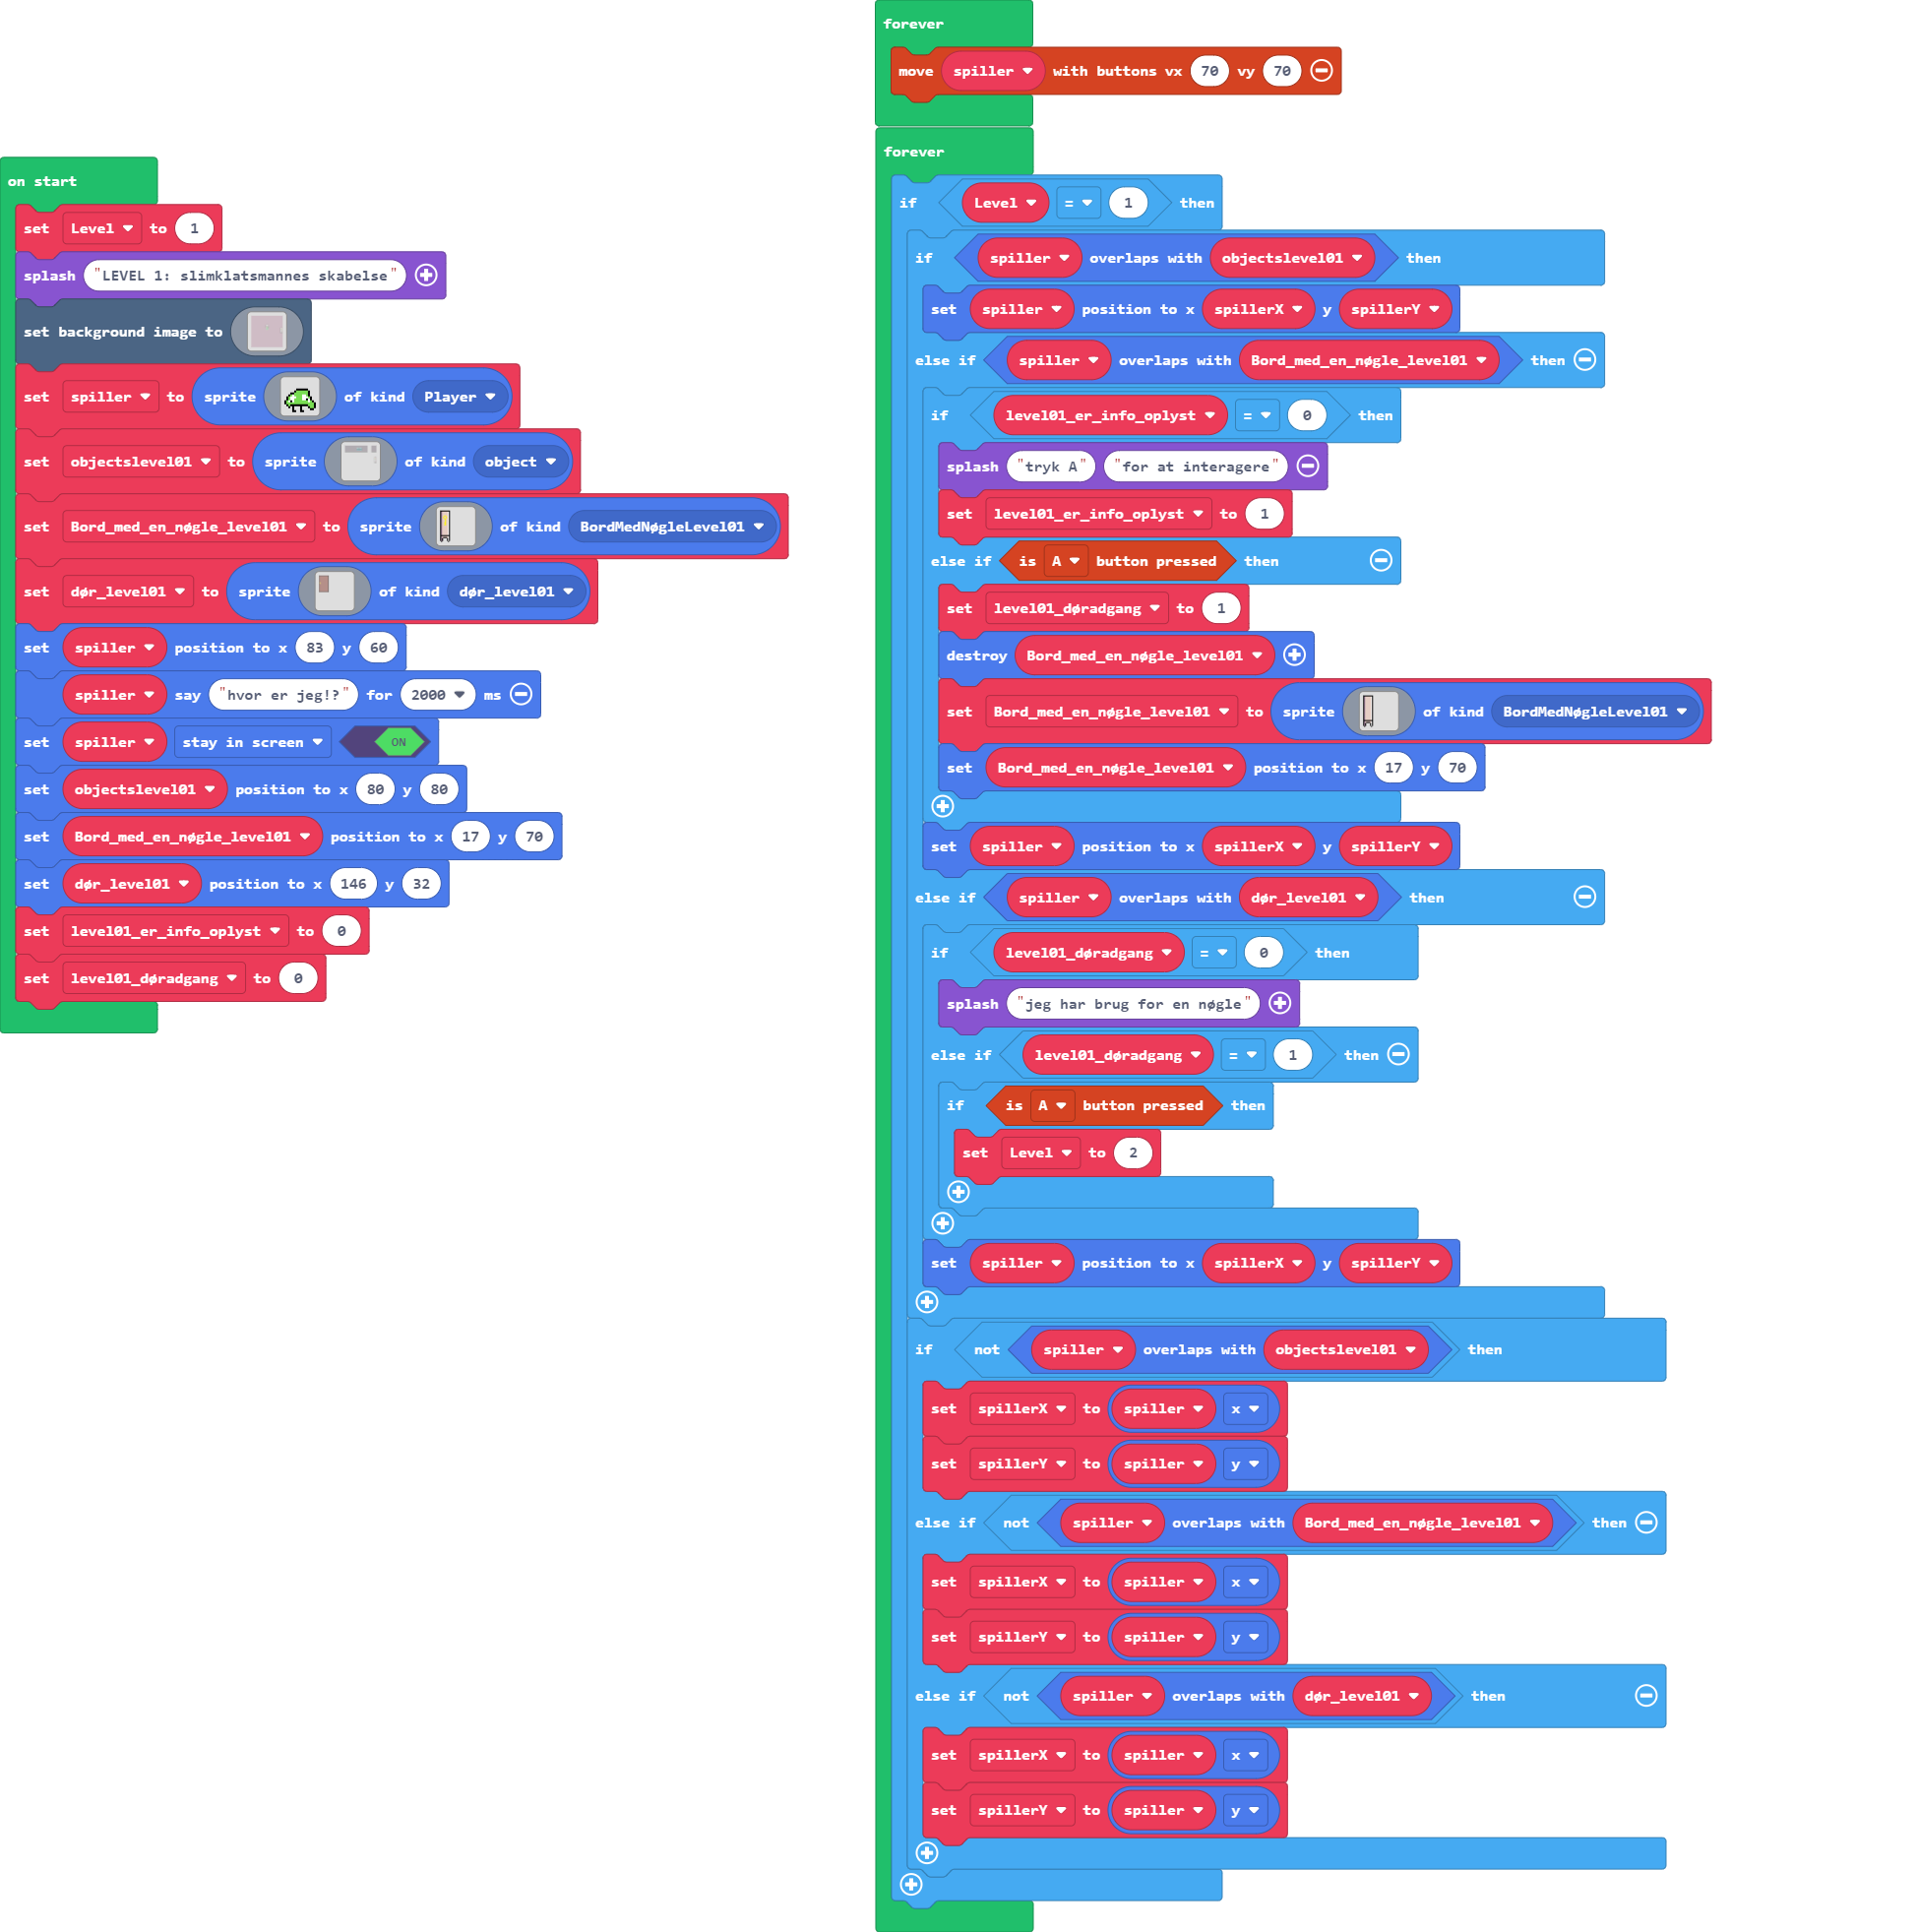 on start
set Level to 1
splash "LEVEL 1: slimklatsmannes skabelse"
set background image to
set spiller to sprite of kind Player
set objectslevel01 to sprite of kind object
set Bord_med_en_nøgle_level01 to sprite of kind BordMedNøgleLevel01
set dør_level01 to sprite of kind dør_level01
set spiller position to x 83 y 60
spiller say "hvor er jeg!?" for 2000 ms
set spiller stay in screen ON
set objectslevel01 position to x 80 y 80
set Bord_med_en_nøgle_level01 position to x 17 y 70
set dør_level01 position to x 146 y 32
set level01_er_info_oplyst to 0
set level01_døradgang to 0
forever
move spiller with buttons vx 70 vy 70
forever
if Level = 1 then
if spiller overlaps with objectslevel01 then
set spiller position to x spillerX y spillerY
else if spiller overlaps with Bord_med_en_nøgle_level01 then
if level01_er_info_oplyst = 0 then
splash "tryk A" "for at interagere"
set level01_er_info_oplyst to 1
else if is A button pressed then
set level01_døradgang to 1
destroy Bord_med_en_nøgle_level01
set Bord_med_en_nøgle_level01 to sprite of kind BordMedNøgleLevel01
set Bord_med_en_nøgle_level01 position to x 17 y 70
set spiller position to x spillerX y spillerY
else if spiller overlaps with dør_level01 then
if level01_døradgang = 0 then
splash "jeg har brug for en nøgle"
else if level01_døradgang = 1 then
if is A button pressed then
set Level to 2
set spiller position to x spillerX y spillerY
if not spiller overlaps with objectslevel01 then
set spillerX to spiller x
set spillerY to spiller y
else if not spiller overlaps with Bord_med_en_nøgle_level01 then
set spillerX to spiller x
set spillerY to spiller y
else if not spiller overlaps with dør_level01 then
set spillerX to spiller x
set spillerY to spiller y